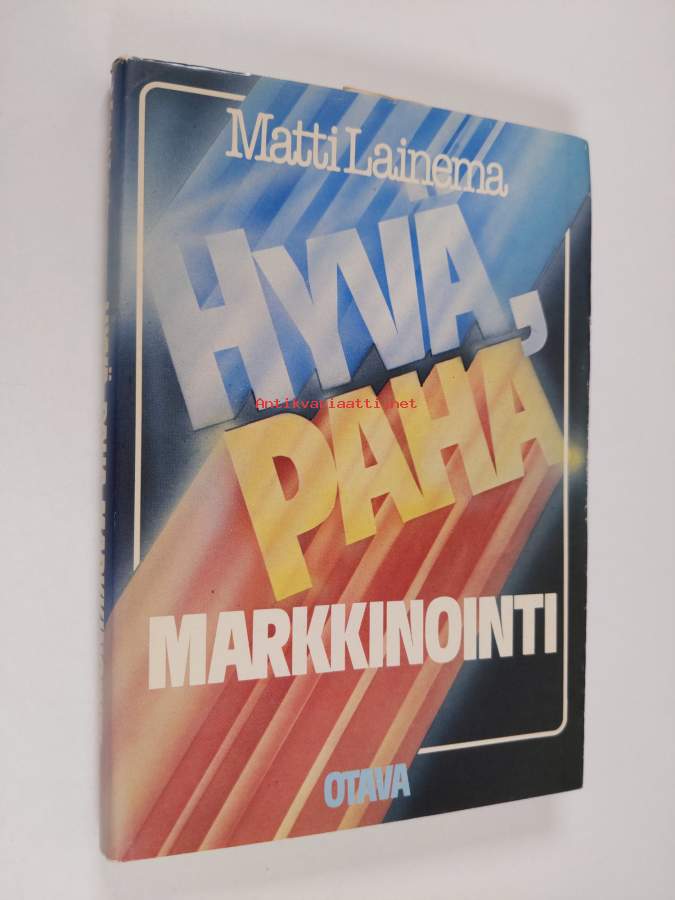 Matti Lainema
HYVÄ,
PAHA
MARKKINOINTI
OTAVA
Antikvariaatti.net